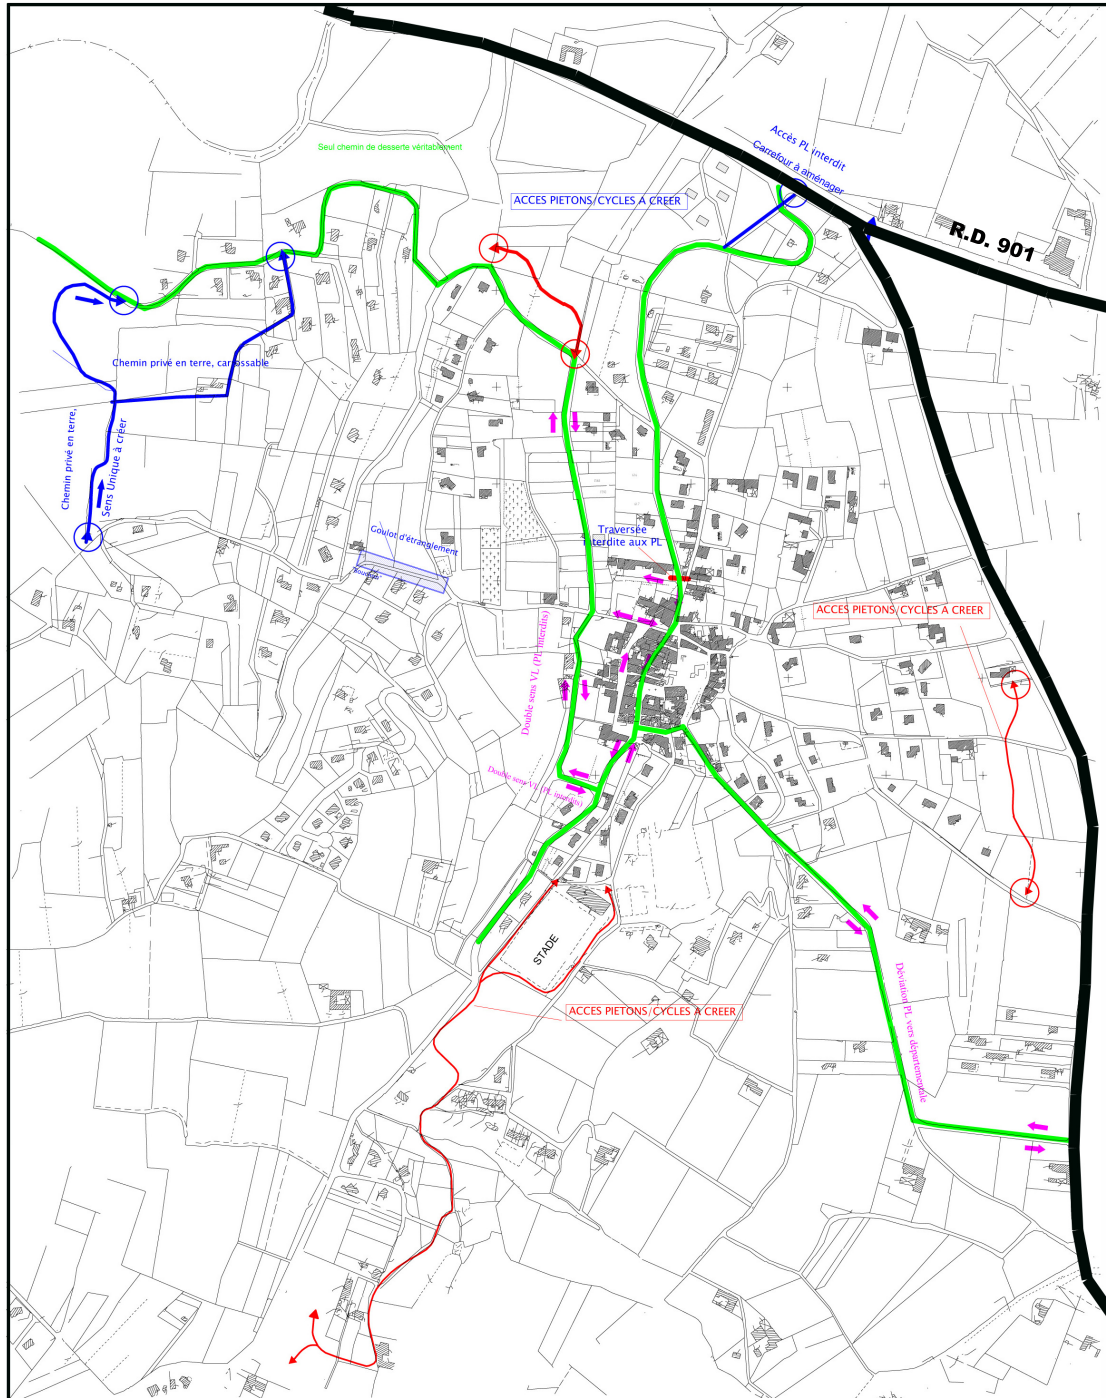 Seul chemin de desserte véritablement
ACCES PIETONS/CYCLES A CREER
Accès PL interdit
Carrefour à aménager
R.D. 901
Chemin privé en terre, carrossable
Chemin privé en terre,
Sens Unique à créer
Goulot d'étranglement
Traversée
interdite aux PL
ACCES PIETONS/CYCLES A CREER
Double sens VL (PL interdits)
Double sens VL (PL interdits)
STADE
ACCES PIETONS/CYCLES A CREER
Déviation PL vers départementale